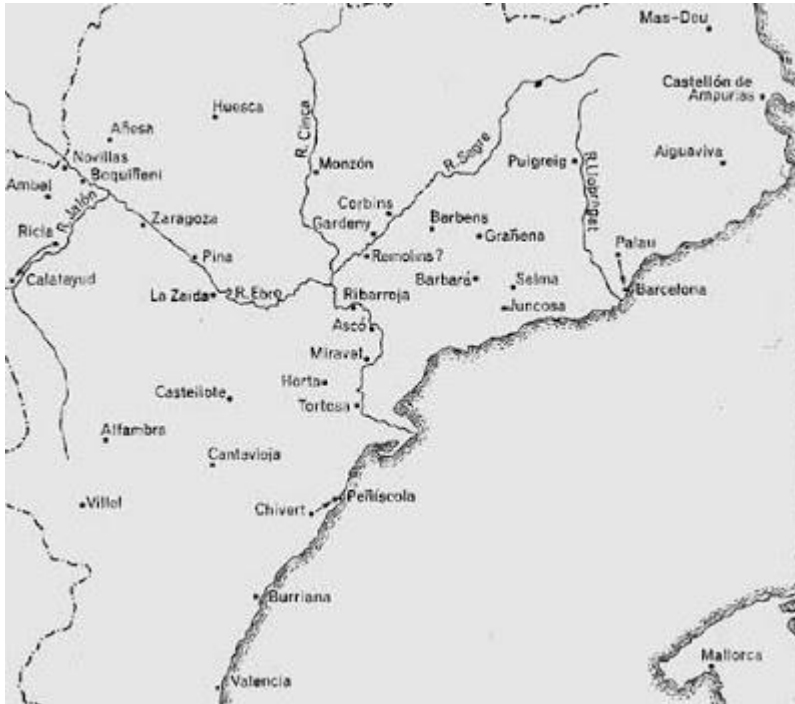 Mas-Deu
Castellón de
Ampurias
Huesca
Añesa
R. Cinca
R. Segre
Novillas
Boquiñeni
Monzón
Puigreig
R. Llobregat
Aiguaviva
Ambel
R. Jalón
Corbins
Ricla
Zaragoza
Gardeny
Barbens
Grañena
Palau
Pina
Remolins?
Calatayud
Barbará
Selma
Barcelona
La Zaida
R. Ebro
Ribarroja
Juncosa
Ascó
Miravet
Horta
Castellote
Tortosa
Alfambra
Cantavieja
Villel
Peñíscola
Chivert
Burriana
Mallorca
Valencia